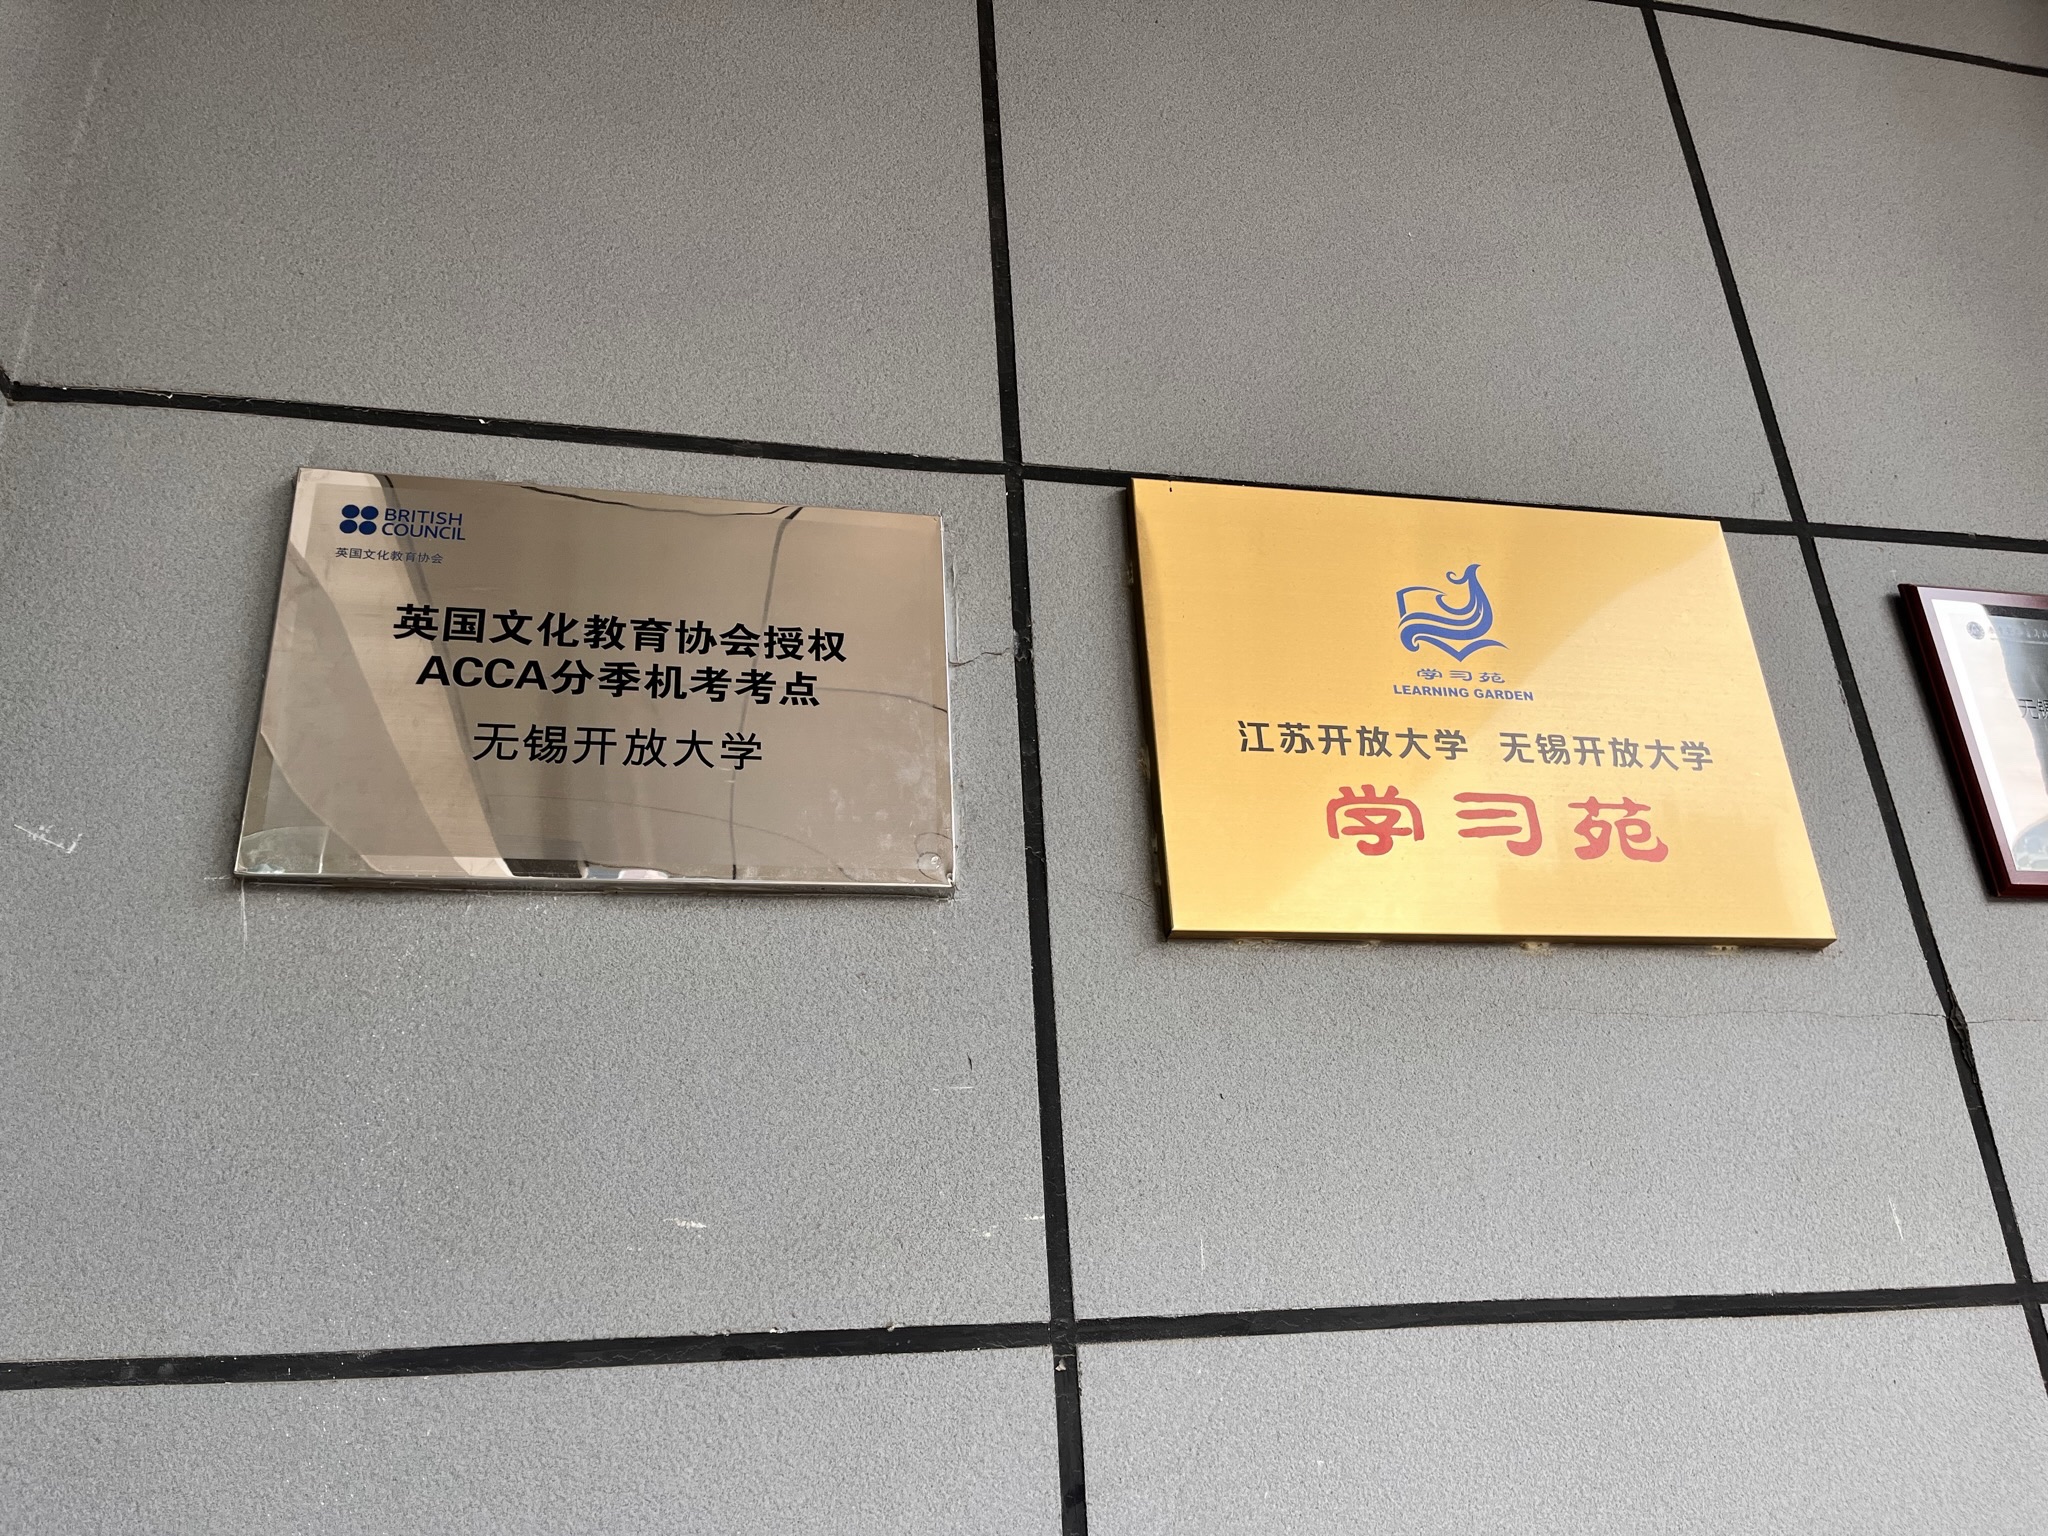 BRITISH
COUNCIL
英国文化教育协会
英国文化教育协会授权
ACCA分季机考考点
无锡开放大学
学习苑
LEARNING GARDEN
江苏开放大学 无锡开放大学
学习苑
无锡